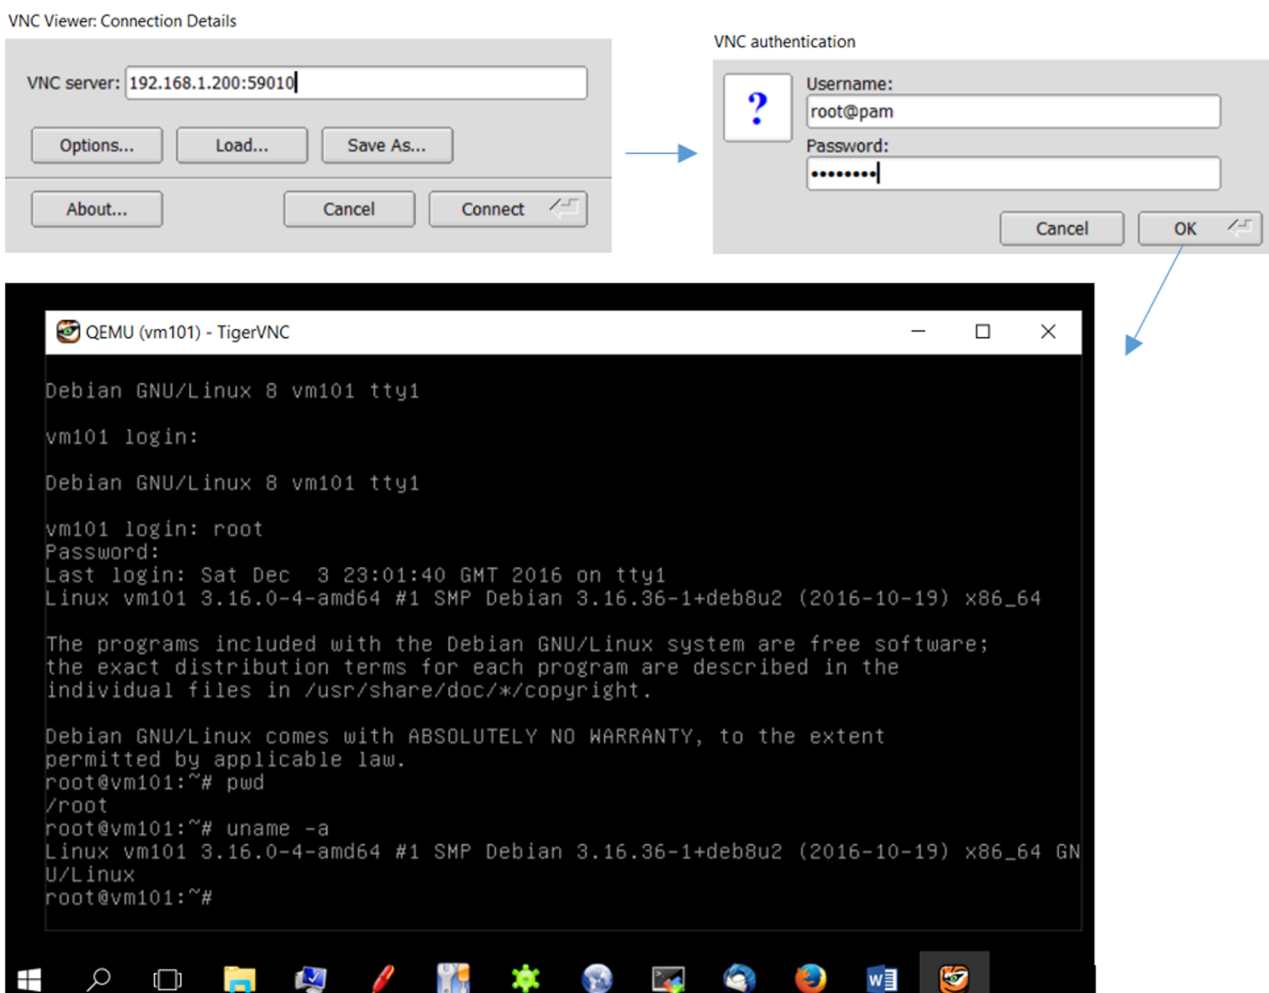 VNC Viewer: Connection Details
VNC server: 192.168.1.200:59010
Options... Load... Save As...
About... Cancel Connect
VNC authentication
?
Username:
root@pam
Password:
••••••••
Cancel OK
QEMU (vm101) - TigerVNC
Debian GNU/Linux 8 vm101 tty1
vm101 login:
Debian GNU/Linux 8 vm101 tty1
vm101 login: root
Password:
Last login: Sat Dec  3 23:01:40 GMT 2016 on tty1
Linux vm101 3.16.0-4-amd64 #1 SMP Debian 3.16.36-1+deb8u2 (2016-10-19) x86_64
The programs included with the Debian GNU/Linux system are free software;
the exact distribution terms for each program are described in the
individual files in /usr/share/doc/*/copyright.
Debian GNU/Linux comes with ABSOLUTELY NO WARRANTY, to the extent
permitted by applicable law.
root@vm101:~# pwd
/root
root@vm101:~# uname -a
Linux vm101 3.16.0-4-amd64 #1 SMP Debian 3.16.36-1+deb8u2 (2016-10-19) x86_64 GN
U/Linux
root@vm101:~#
w